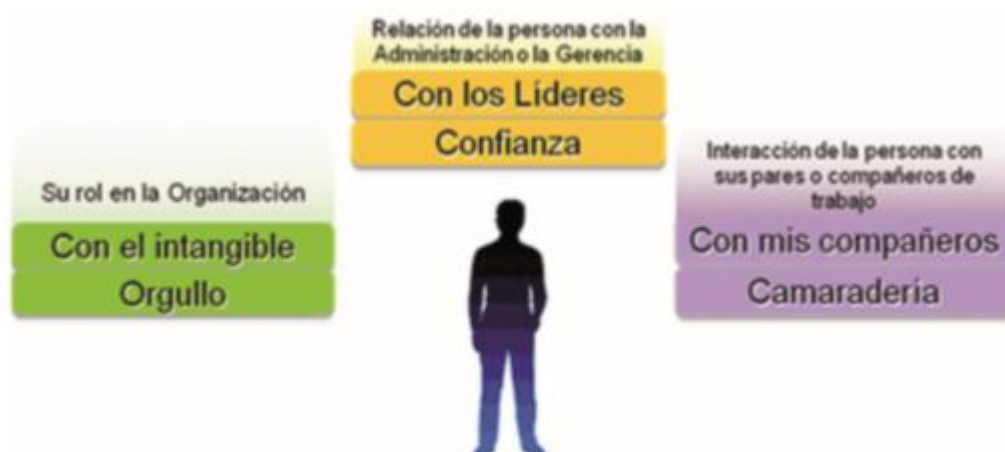 Relación de la persona con la
Administración o la Gerencia
Con los Líderes
Confianza
Su rol en la Organización
Con el intangible
Orgullo
Interacción de la persona con
sus pares o compañeros de
trabajo
Con mis compañeros
Camaradería